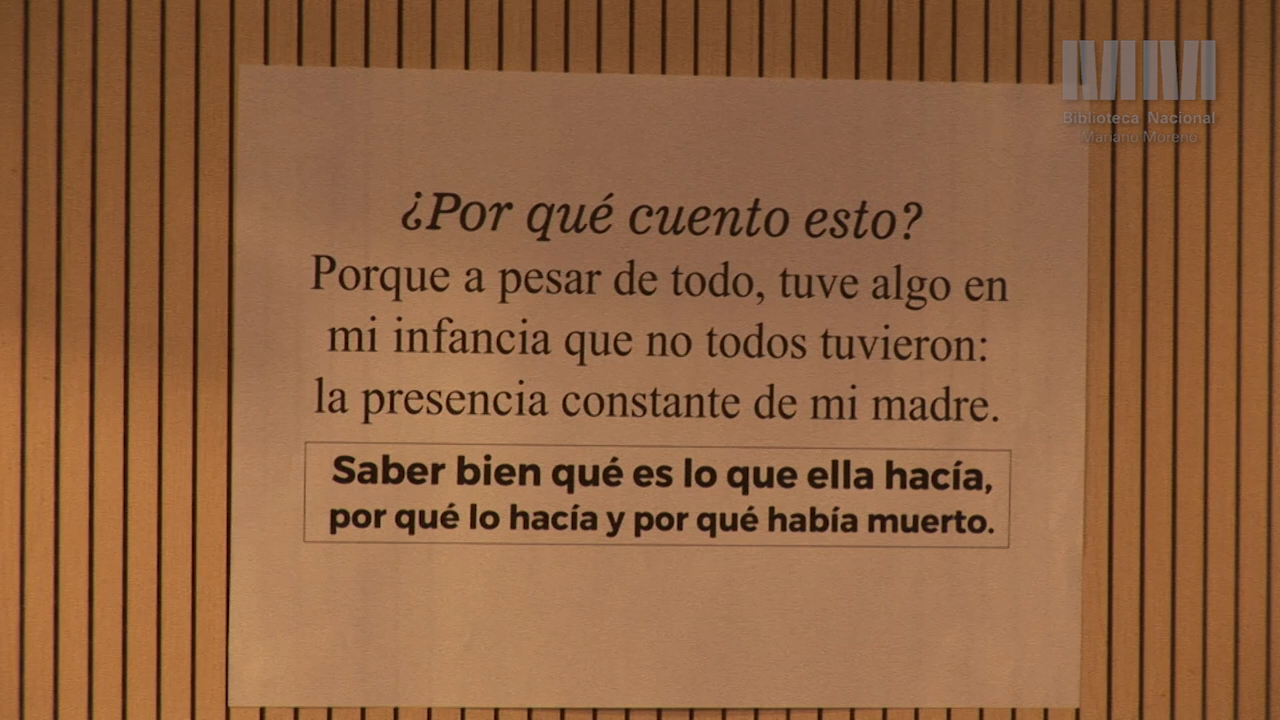 Biblioteca Nacional
Mariano Moreno
¿Por qué cuento esto?
Porque a pesar de todo, tuve algo en
mi infancia que no todos tuvieron:
la presencia constante de mi madre.
Saber bien qué es lo que ella hacía,
por qué lo hacía y por qué había muerto.